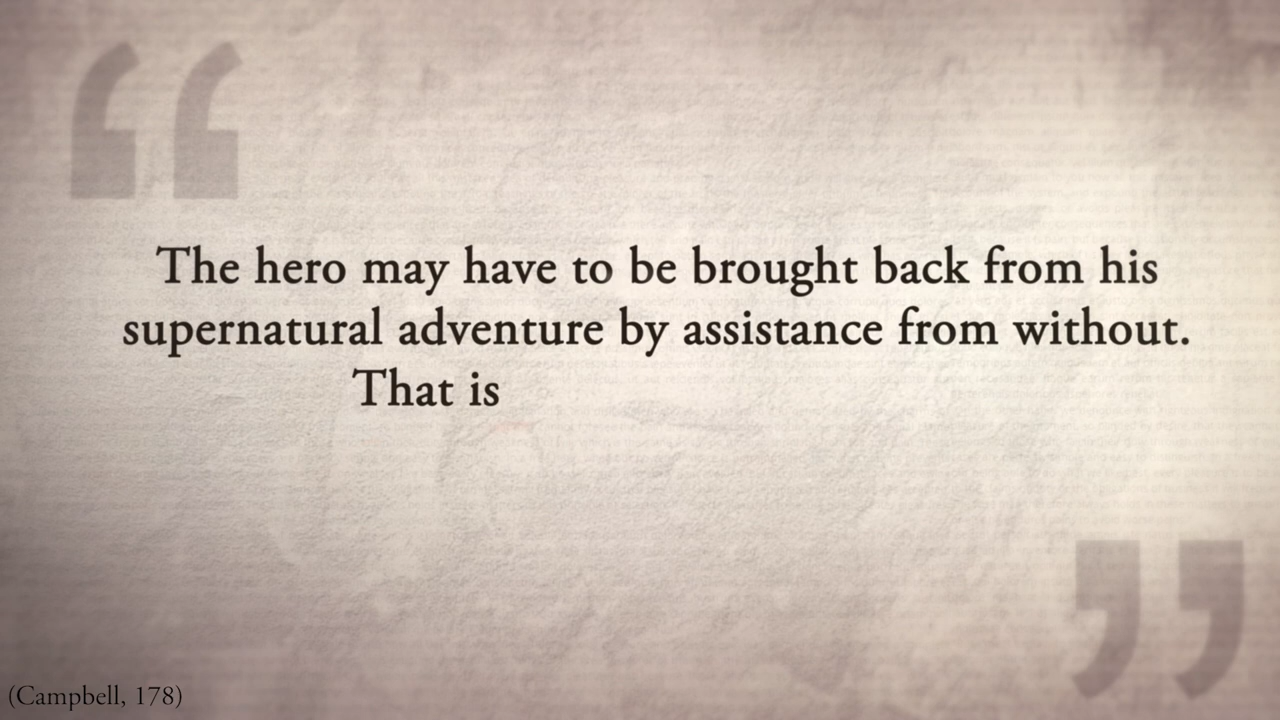 The hero may have to be brought back from his
supernatural adventure by assistance from without.
That is
(Campbell, 178)